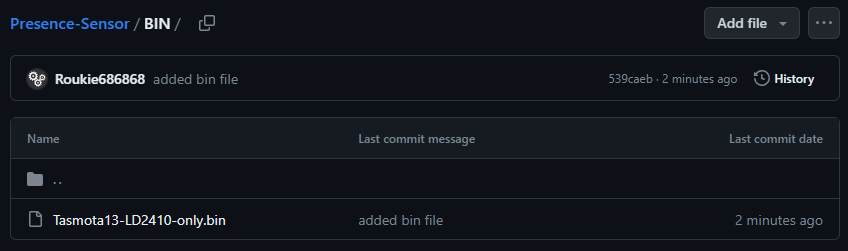 Presence-Sensor / BIN /
Add file
Roukie686868 added bin file 539caeb · 2 minutes ago History
Name Last commit message Last commit date
..
Tasmota13-LD2410-only.bin added bin file 2 minutes ago